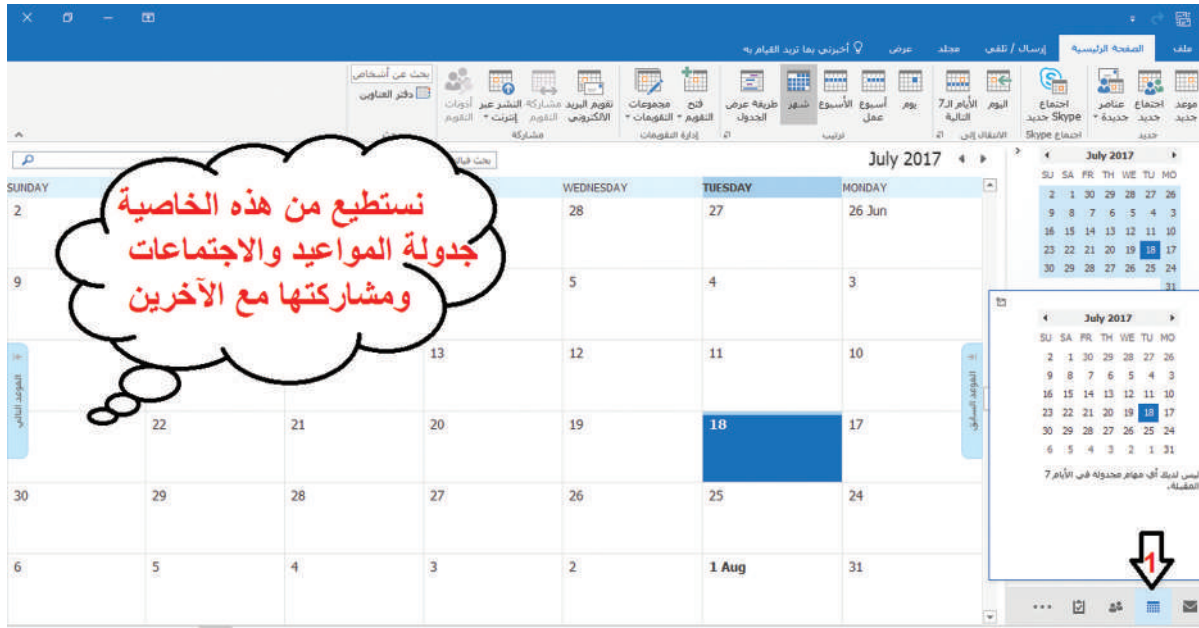 ملف الصفحة الرئيسية إرسال / تلقي مجلد عرض أخبرني بما تريد القيام به
موعد جديد
اجتماع جديد
عناصر جديدة
جديد
اجتماع Skype جديد
اجتماع Skype
اليوم
الأيام الـ7 التالية
الانتقال إلى
يوم
أسبوع عمل
الأسبوع
شهر
طريقة عرض الجدول
ترتيب
فتح التقويم
مجموعات التقويمات
إدارة التقويمات
تقويم البريد الالكتروني
مشاركة التقويم
النشر عبر إنترنت
أذونات التقويم
مشاركة
بحث عن أشخاص
دفتر العناوين
بحث
July 2017
MONDAY TUESDAY WEDNESDAY SUNDAY
26 Jun 27 28 2
3 4 5 9
10 11 12 13
17 18 19 20 21 22
24 25 26 27 28 29 30
31 1 Aug 2 3 4 5 6
الموعد السابق
الموعد التالي
نستطيع من هذه الخاصية
جدولة المواعيد والاجتماعات
ومشاركتها مع الآخرين
July 2017
MO TU WE TH FR SA SU
26 27 28 29 30 1 2
3 4 5 6 7 8 9
10 11 12 13 14 15 16
17 18 19 20 21 22 23
24 25 26 27 28 29 30
31
July 2017
MO TU WE TH FR SA SU
26 27 28 29 30 1 2
3 4 5 6 7 8 9
10 11 12 13 14 15 16
17 18 19 20 21 22 23
24 25 26 27 28 29 30
31 1 2 3 4 5 6
ليس لديك أي مهام مجدولة في الأيام 7
المقبلة.
1